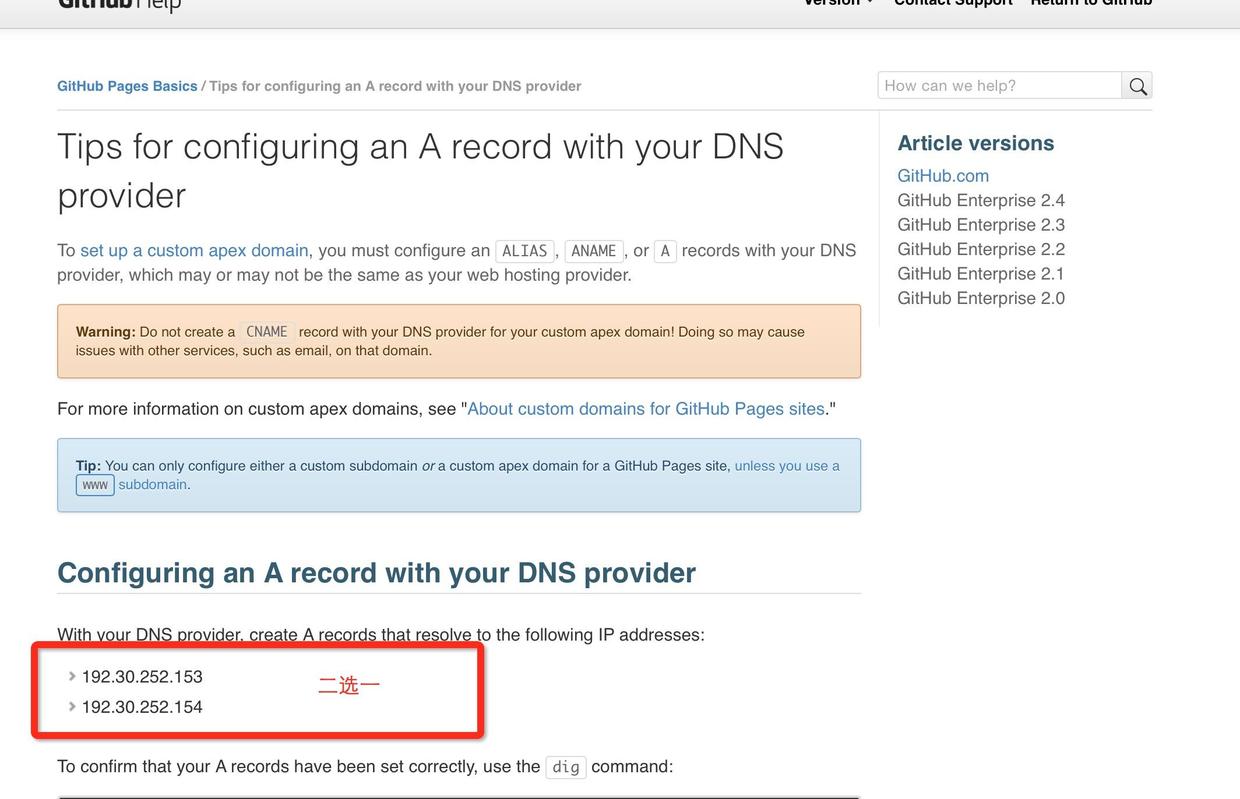 GitHub Help
Version Contact Support Return to GitHub
GitHub Pages Basics / Tips for configuring an A record with your DNS provider
How can we help?
Tips for configuring an A record with your DNS
provider
To set up a custom apex domain, you must configure an ALIAS, ANAME, or A records with your DNS
provider, which may or may not be the same as your web hosting provider.
Warning: Do not create a CNAME record with your DNS provider for your custom apex domain! Doing so may cause
issues with other services, such as email, on that domain.
For more information on custom apex domains, see "About custom domains for GitHub Pages sites."
Tip: You can only configure either a custom subdomain or a custom apex domain for a GitHub Pages site, unless you use a
www subdomain.
Configuring an A record with your DNS provider
With your DNS provider, create A records that resolve to the following IP addresses:
192.30.252.153
二选一
192.30.252.154
To confirm that your A records have been set correctly, use the dig command:
Article versions
GitHub.com
GitHub Enterprise 2.4
GitHub Enterprise 2.3
GitHub Enterprise 2.2
GitHub Enterprise 2.1
GitHub Enterprise 2.0